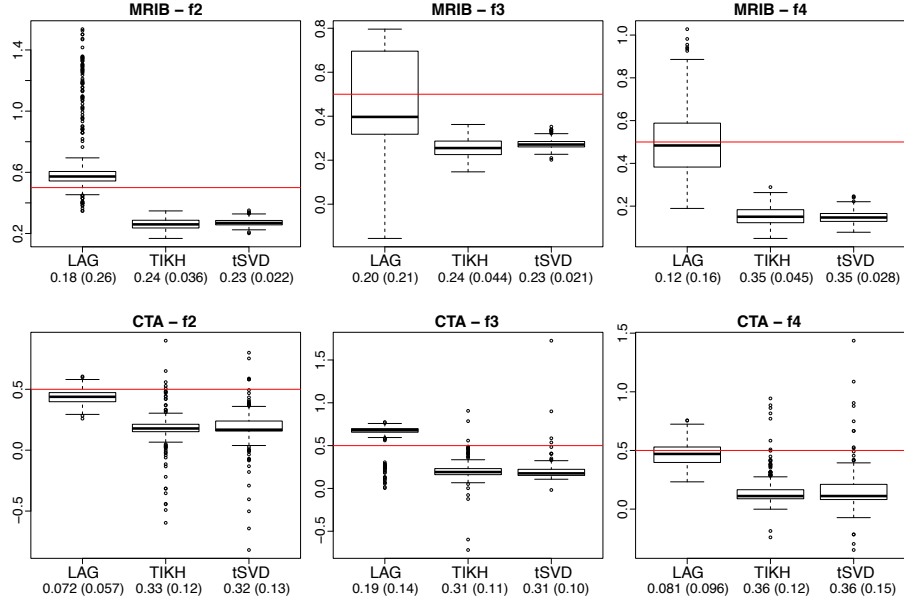 MRIB – f2
MRIB – f3
MRIB – f4
1.4
1.0
0.6
0.2
0.8
0.6
0.4
0.2
0.0
1.0
0.8
0.6
0.4
0.2
LAG TIKH tSVD
0.18 (0.26) 0.24 (0.036) 0.23 (0.022)
LAG TIKH tSVD
0.20 (0.21) 0.24 (0.044) 0.23 (0.021)
LAG TIKH tSVD
0.12 (0.16) 0.35 (0.045) 0.35 (0.028)
CTA – f2
CTA – f3
CTA – f4
0.5
0.0
−0.5
1.5
1.0
0.5
0.0
−0.5
1.5
1.0
0.5
0.0
LAG TIKH tSVD
0.072 (0.057) 0.33 (0.12) 0.32 (0.13)
LAG TIKH tSVD
0.19 (0.14) 0.31 (0.11) 0.31 (0.10)
LAG TIKH tSVD
0.081 (0.096) 0.36 (0.12) 0.36 (0.15)